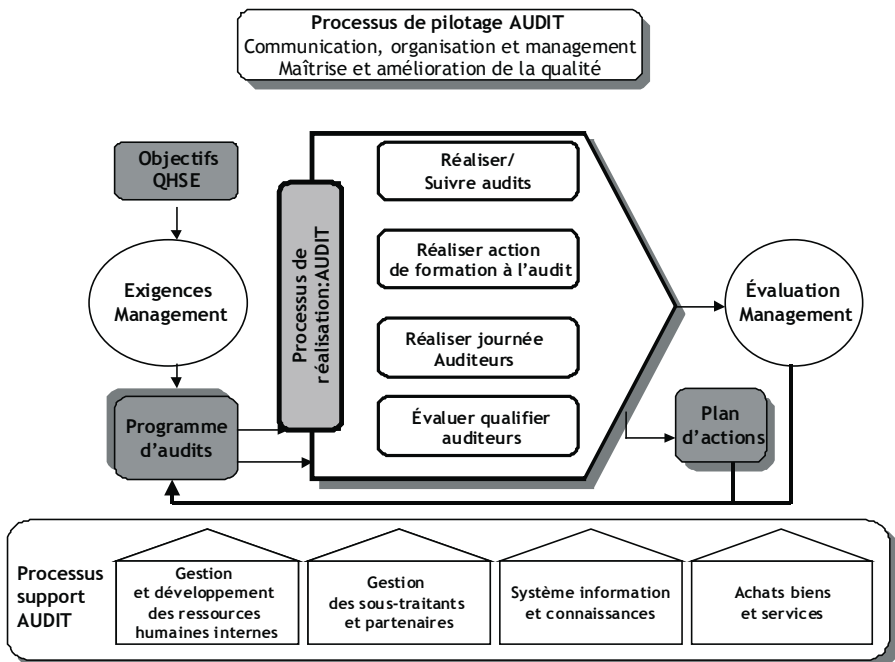 Processus de pilotage AUDIT
Communication, organisation et management
Maîtrise et amélioration de la qualité
Objectifs
QHSE
Exigences
Management
Programme
d’audits
Processus de
réalisation:AUDIT
Réaliser/
Suivre audits
Réaliser action
de formation à l’audit
Réaliser journée
Auditeurs
Évaluer qualifier
auditeurs
Évaluation
Management
Plan
d’actions
Processus
support
AUDIT
Gestion
et développement
des ressources
humaines internes
Gestion
des sous-traitants
et partenaires
Système information
et connaissances
Achats biens
et services